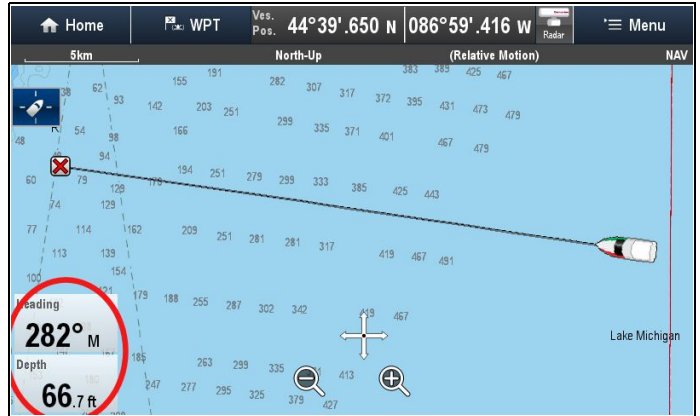 Home
WPT
Ves. Pos. 44°39'.650 N 086°59'.416 W
Radar
Menu
5km North-Up (Relative Motion) NAV
383 389 425 467
191
155 282 307
38 62 93 317 372 395 431 473 479
142 203 251
299 335 371 401
48 54 98 166 467 479
94
60 79 129 179 194 251 279 299 333 385 425 443
74 129
77 114 162 209 251 281 281 317 419 467 491
113 139
100 154
121 179 188 255 287 302 342 419 467
Heading
282° M
Lake Michigan
185 263 299 335 413
Depth
66.7 ft
247 277 295 325 379 427